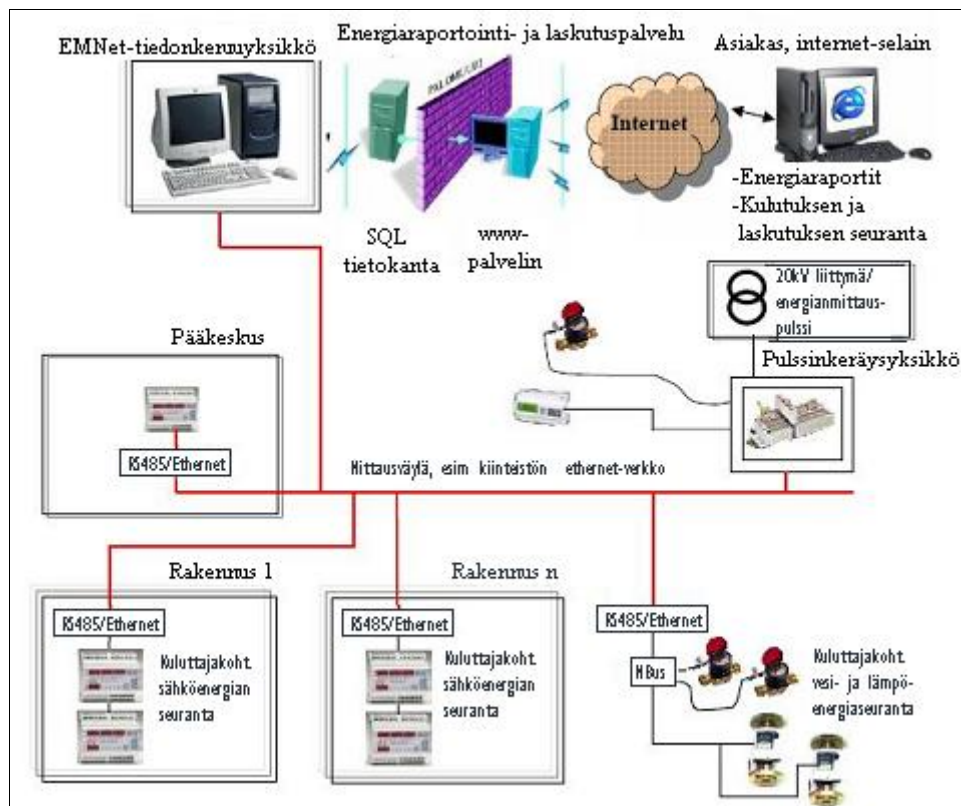 EMNet-tiedonkeruuyksikkö
Energiaraportointi- ja laskutuspalvelu
Asiakas, internet-selain
PALOMUURI
Internet
-Energiaraportit
-Kulutuksen ja
laskutuksen seuranta
SQL
tietokanta
www-
palvelin
20kV liittymä/
energianmittaus-
pulssi
Pulssinkeräysyksikkö
Pääkeskus
RS485/Ethernet
Mittausväylä, esim kiinteistön ethernet-verkko
Rakennus 1
RS485/Ethernet
Kuluttajakoht.
sähköenergian
seuranta
Rakennus n
RS485/Ethernet
Kuluttajakoht.
sähköenergian
seuranta
RS485/Ethernet
MBus
Kuluttajakoht.
vesi- ja lämpö-
energiaseuranta